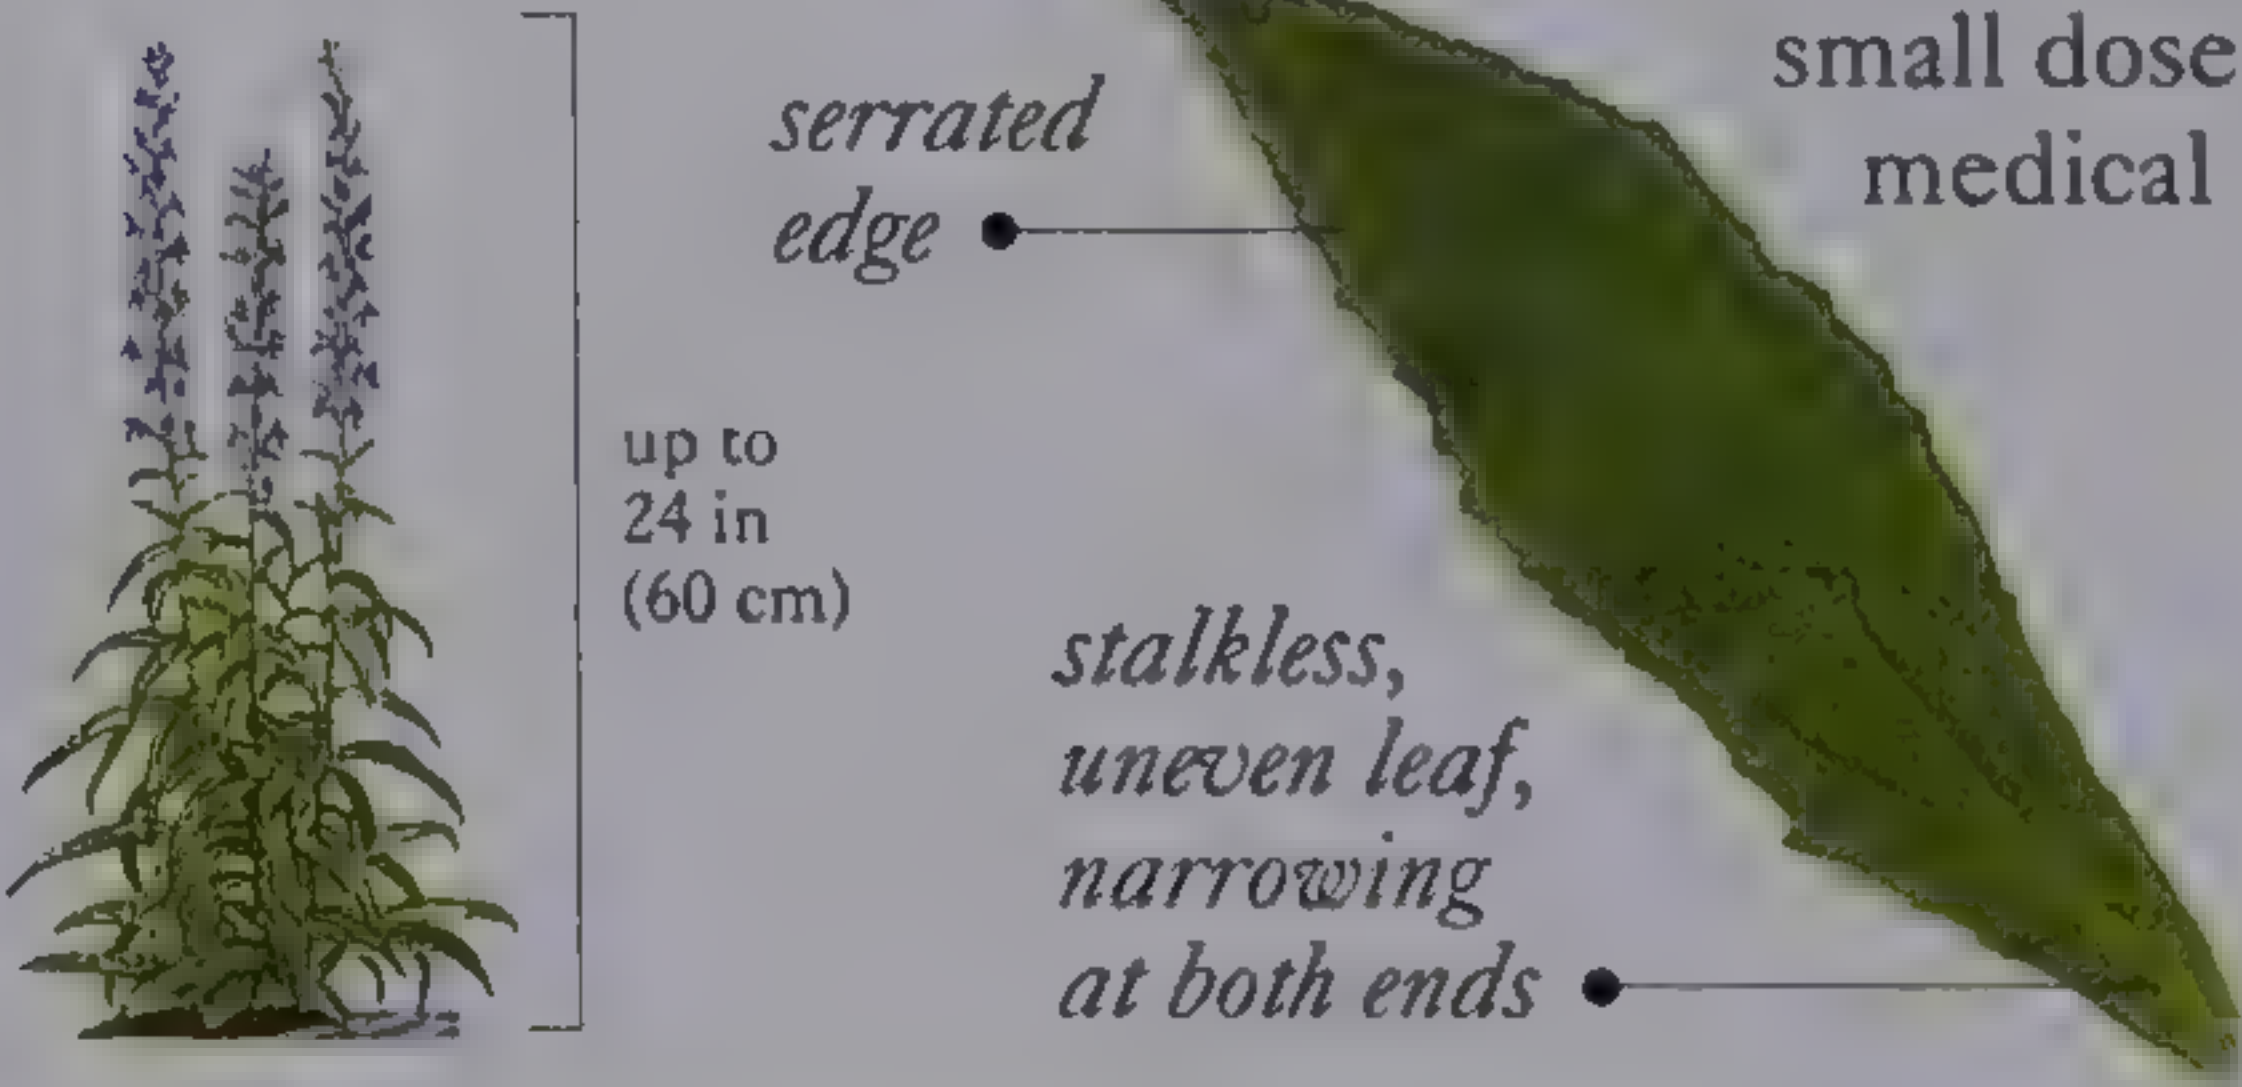 small dose
medical
serrated
edge
up to
24 in
(60 cm)
stalkless,
uneven leaf,
narrowing
at both ends